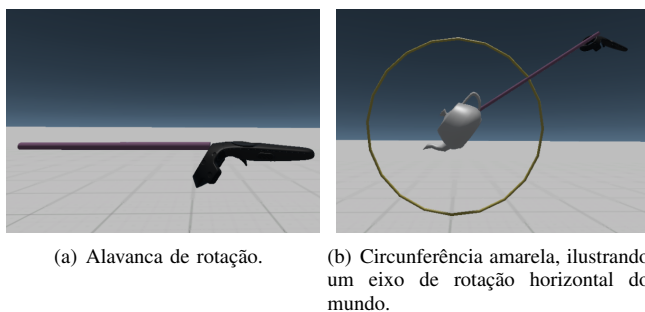 (a) Alavanca de rotação.
(b) Circunferência amarela, ilustrando
um eixo de rotação horizontal do
mundo.